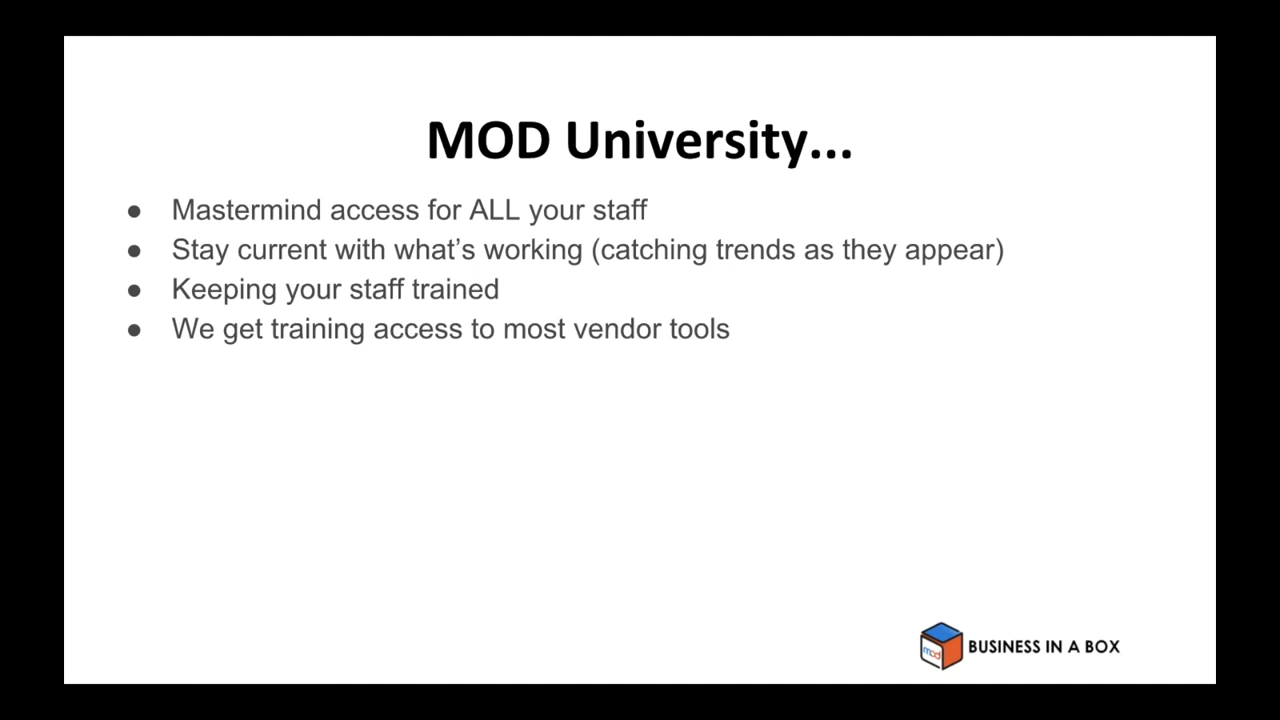 MOD University...
● Mastermind access for ALL your staff
● Stay current with what’s working (catching trends as they appear)
● Keeping your staff trained
● We get training access to most vendor tools
mod BUSINESS IN A BOX